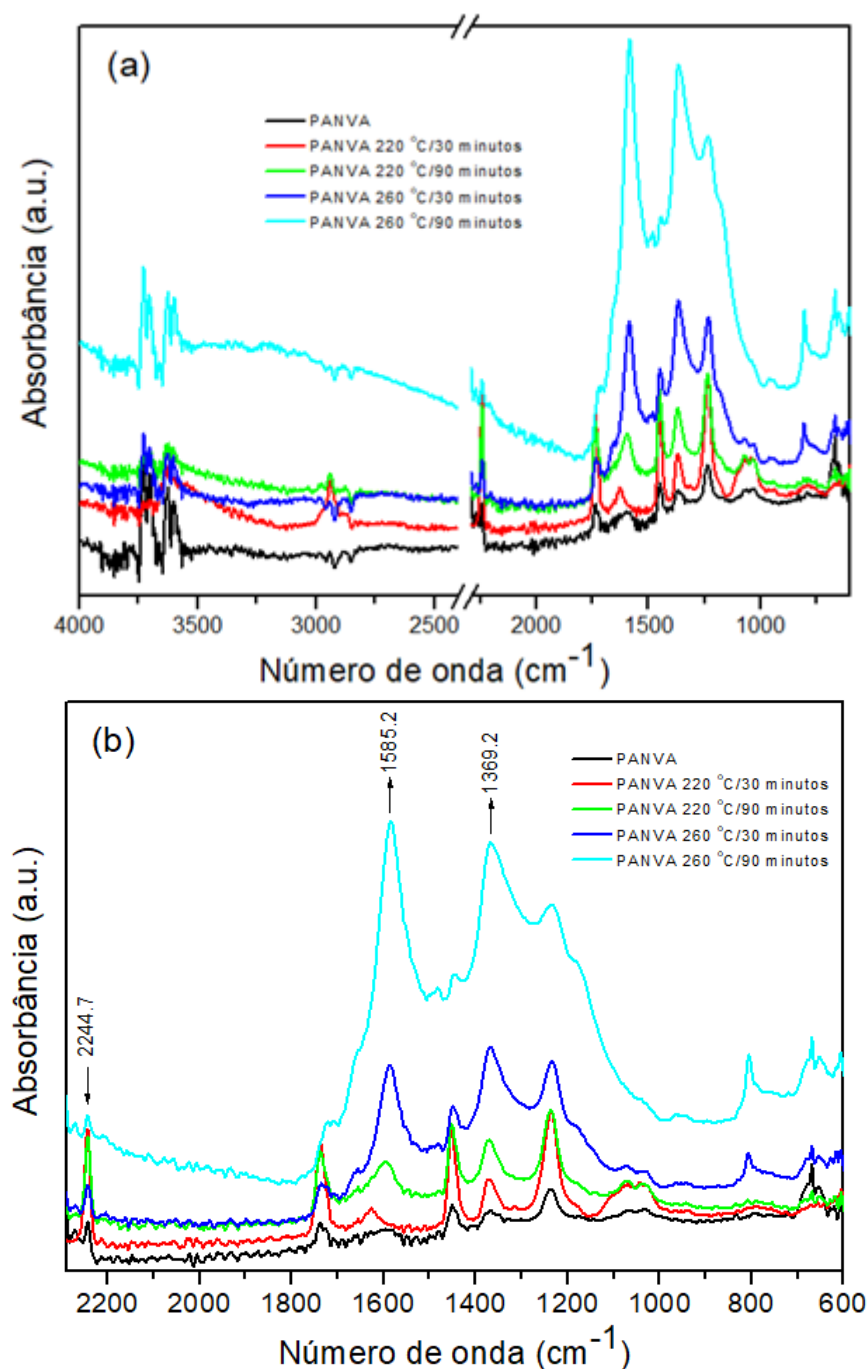 (a)
PANVA
PANVA 220 °C/30 minutos
PANVA 220 °C/90 minutos
PANVA 260 °C/30 minutos
PANVA 260 °C/90 minutos
Absorbância (a.u.)
4000 3500 3000 2500 2000 1500 1000
Número de onda (cm⁻¹)
(b)
1585.2
1369.2
2244.7
PANVA
PANVA 220 °C/30 minutos
PANVA 220 °C/90 minutos
PANVA 260 °C/30 minutos
PANVA 260 °C/90 minutos
Absorbância (a.u.)
2200 2000 1800 1600 1400 1200 1000 800 600
Número de onda (cm⁻¹)